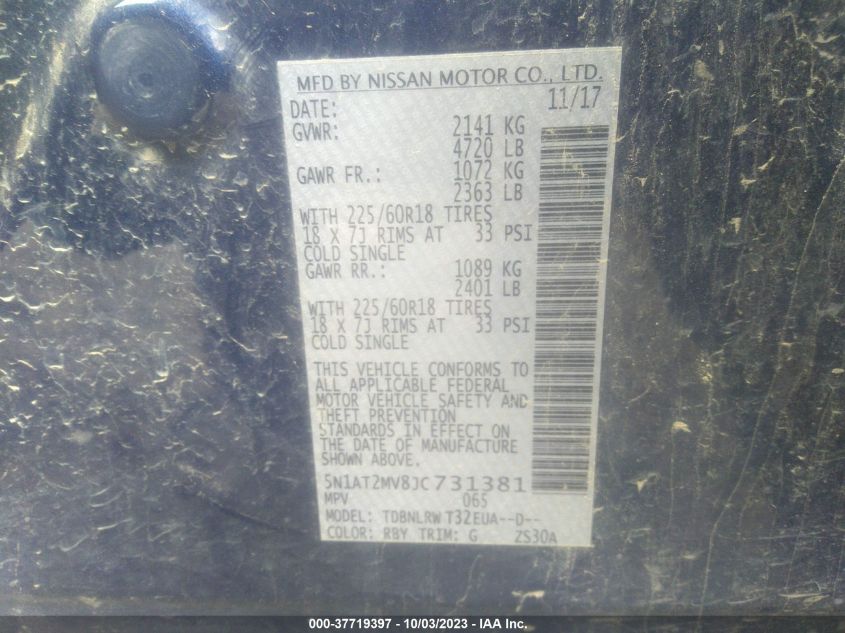 MFD BY NISSAN MOTOR CO., LTD.
DATE: 11/17
GVWR: 2141 KG
4720 LB
GAWR FR.: 1072 KG
2363 LB
WITH 225/60R18 TIRES
18 X 7J RIMS AT 33 PSI
COLD SINGLE
GAWR RR.: 1089 KG
2401 LB
WITH 225/60R18 TIRES
18 X 7J RIMS AT 33 PSI
COLD SINGLE
THIS VEHICLE CONFORMS TO
ALL APPLICABLE FEDERAL
MOTOR VEHICLE SAFETY AND
THEFT PREVENTION
STANDARDS IN EFFECT ON
THE DATE OF MANUFACTURE
SHOWN ABOVE.
5N1AT2MV8JC731381
MPV 065
MODEL: TDBNLRW T32EUA--D--
COLOR: RBY TRIM: G ZS30A
000-37719397 - 10/03/2023 - IAA Inc.